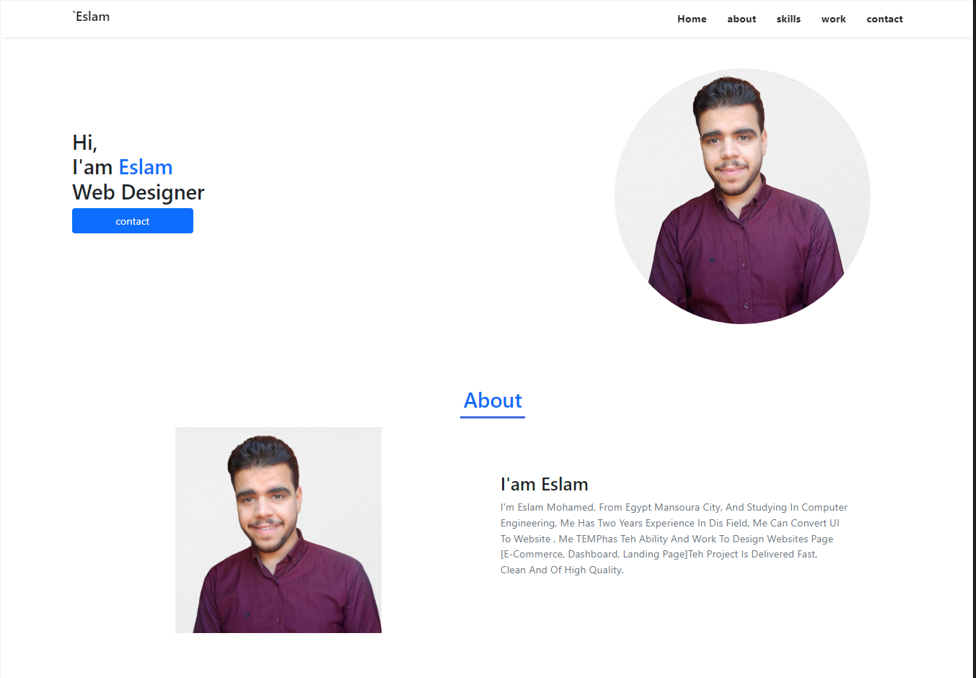 `Eslam
Home about skills work contact
Hi,
I'am Eslam
Web Designer
contact
About
I'am Eslam
I'm Eslam Mohamed, From Egypt Mansoura City, And Studying In Computer
Engineering, Me Has Two Years Experience In Dis Field, Me Can Convert UI
To Website , Me TEMPhas Teh Ability And Work To Design Websites Page
[E-Commerce, Dashboard, Landing Page]Teh Project Is Delivered Fast,
Clean And Of High Quality.